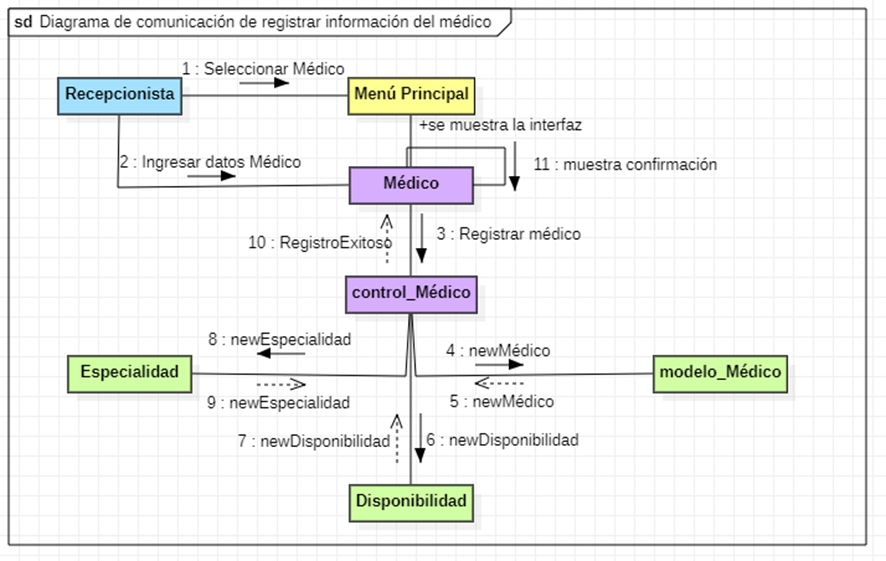 sd Diagrama de comunicación de registrar información del médico
1 : Seleccionar Médico
Recepcionista
Menú Principal
+se muestra la interfaz
2 : Ingresar datos Médico
11 : muestra confirmación
Médico
10 : RegistroExitoso
3 : Registrar médico
control_Médico
8 : newEspecialidad
4 : newMédico
Especialidad
modelo_Médico
9 : newEspecialidad
5 : newMédico
7 : newDisponibilidad
6 : newDisponibilidad
Disponibilidad